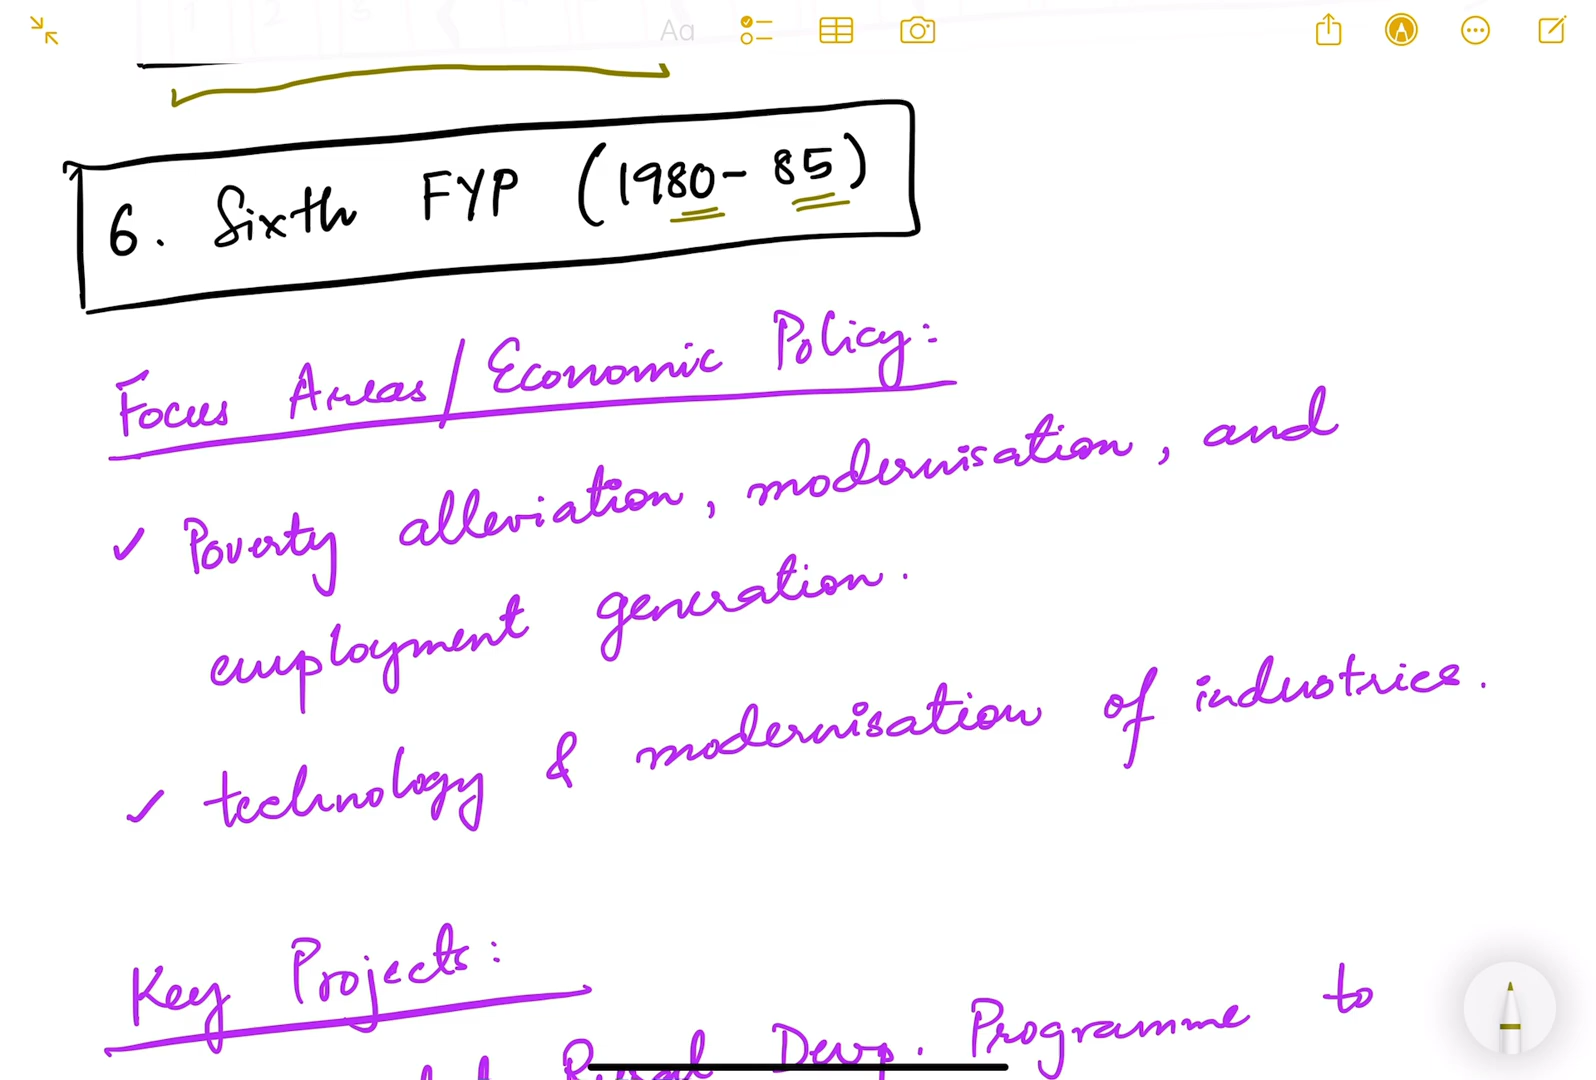 Aa
6. Sixth FYP (1980-85)
Focus Areas/Economic Policy:
✓ Poverty alleviation, modernisation, and
employment generation.
✓ technology & modernisation of industries.
Key Projects:
Rural Devp. Programme to